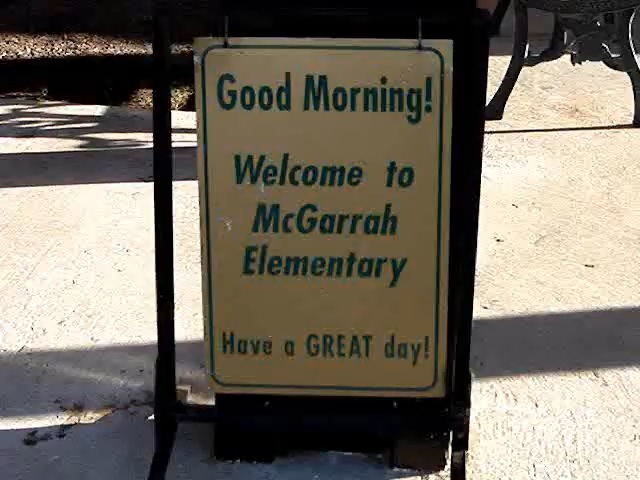 Good Morning!
Welcome to
McGarrah
Elementary
Have a GREAT day!